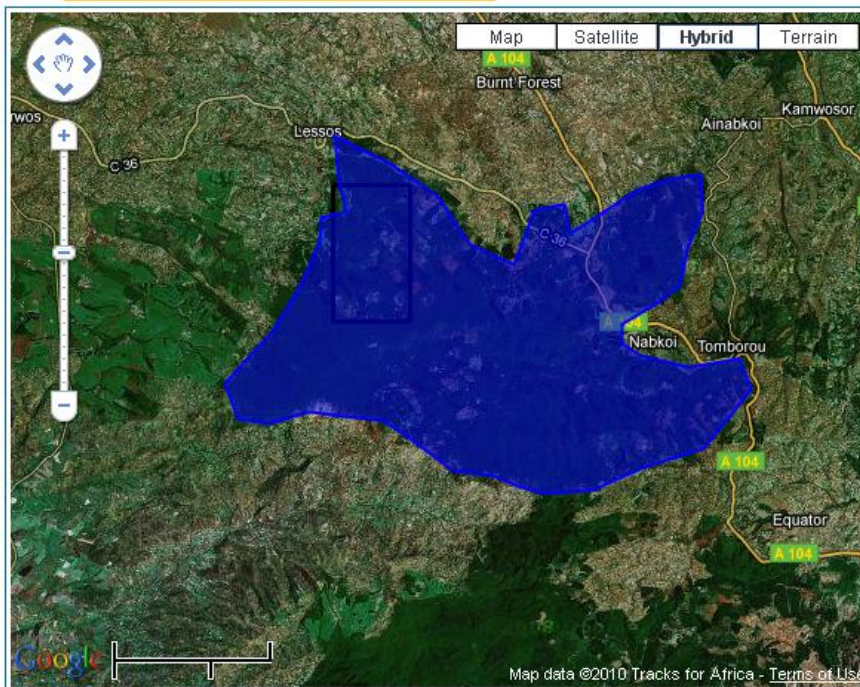 Map Satellite Hybrid Terrain
A 104
Burnt Forest
Kamwosor
rwos
Lessos
Ainabkoi
C 36
C 36
A 104
Nabkoi Tomborou
A 104
Equator
A 104
Google
Map data ©2010 Tracks for Africa - Terms of Use